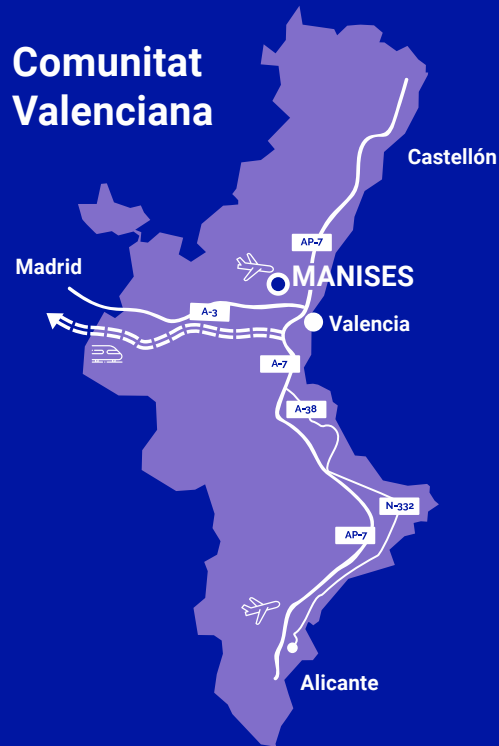 Comunitat
Valenciana
Castellón
AP-7
Madrid
MANISES
A-3
Valencia
A-7
A-38
N-332
AP-7
Alicante